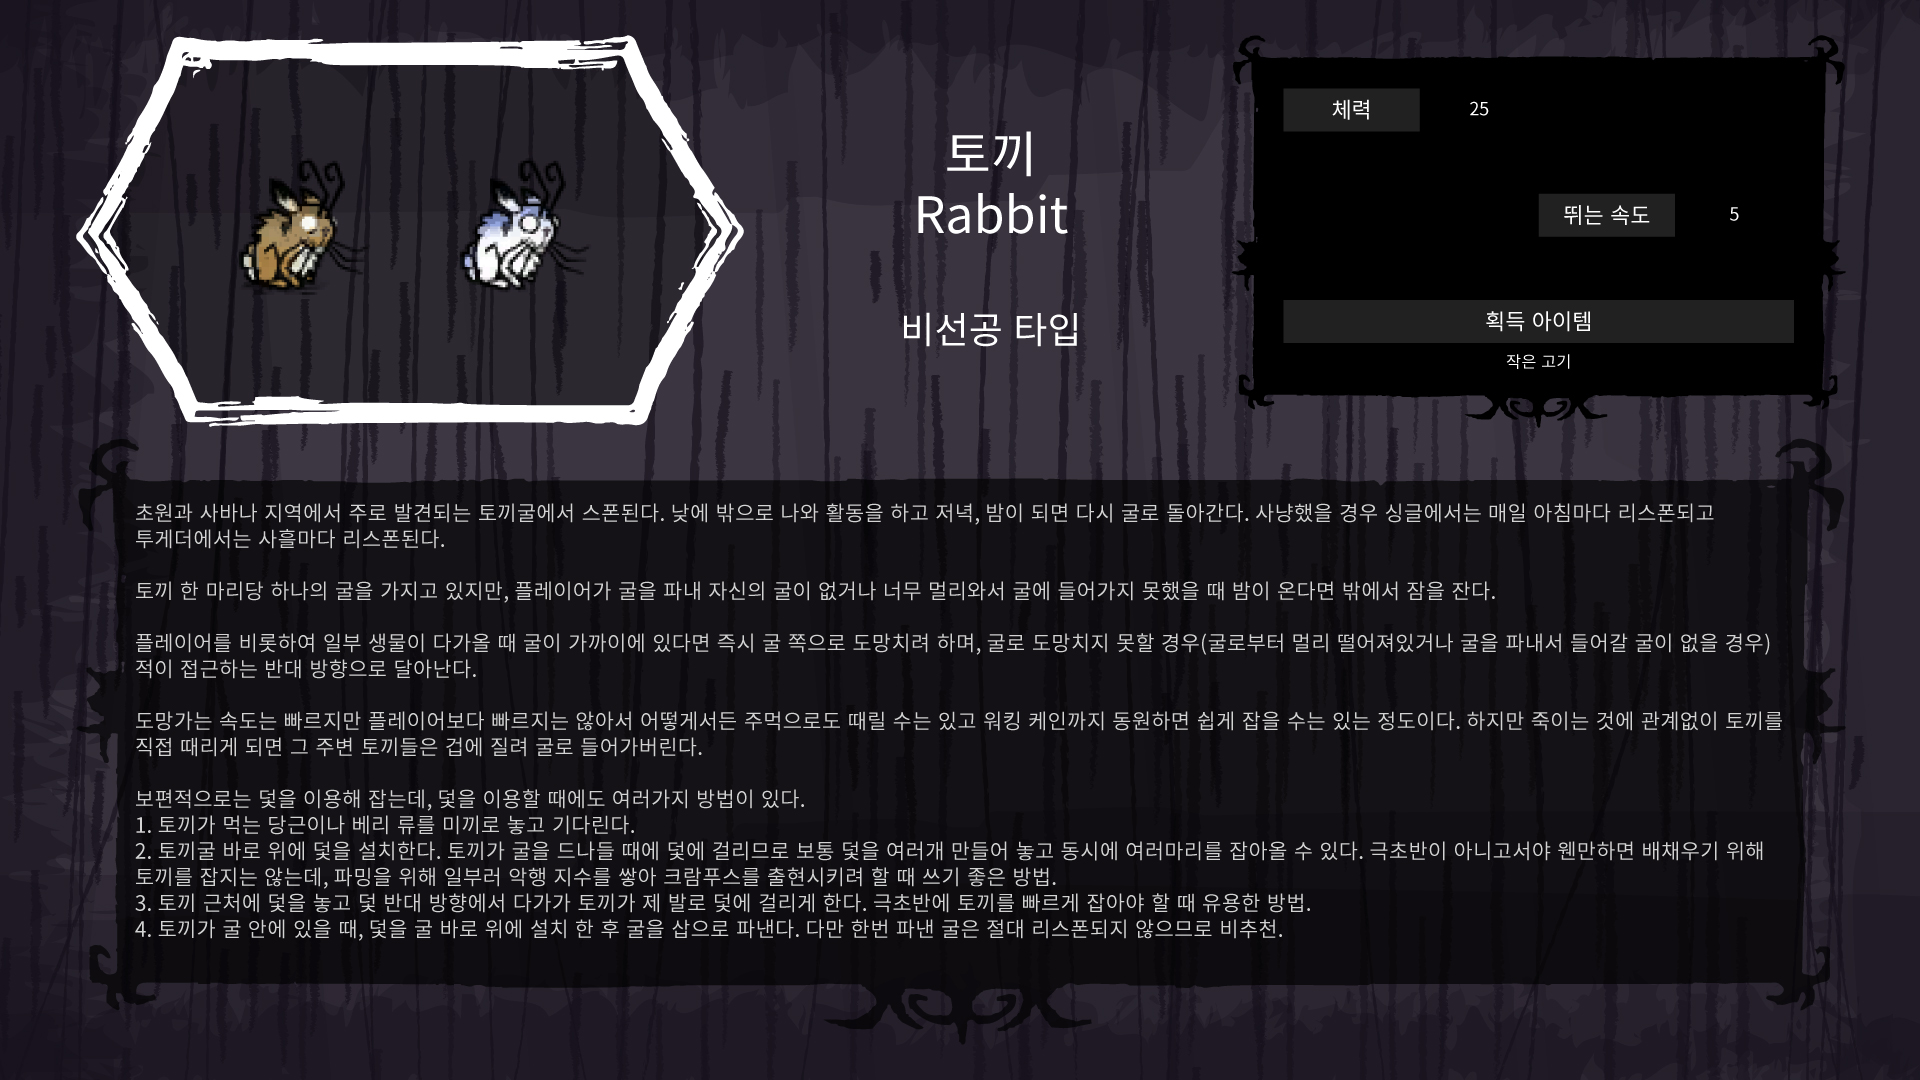 토끼
Rabbit
비선공 타입
체력 25
뛰는 속도 5
획득 아이템
작은 고기
초원과 사바나 지역에서 주로 발견되는 토끼굴에서 스폰된다. 낮에 밖으로 나와 활동을 하고 저녁, 밤이 되면 다시 굴로 돌아간다. 사냥했을 경우 싱글에서는 매일 아침마다 리스폰되고
투게더에서는 사흘마다 리스폰된다.
토끼 한 마리당 하나의 굴을 가지고 있지만, 플레이어가 굴을 파내 자신의 굴이 없거나 너무 멀리와서 굴에 들어가지 못했을 때 밤이 온다면 밖에서 잠을 잔다.
플레이어를 비롯하여 일부 생물이 다가올 때 굴이 가까이에 있다면 즉시 굴 쪽으로 도망치려 하며, 굴로 도망치지 못할 경우(굴로부터 멀리 떨어져있거나 굴을 파내서 들어갈 굴이 없을 경우)
적이 접근하는 반대 방향으로 달아난다.
도망가는 속도는 빠르지만 플레이어보다 빠르지는 않아서 어떻게서든 주먹으로도 때릴 수는 있고 워킹 케인까지 동원하면 쉽게 잡을 수는 있는 정도이다. 하지만 죽이는 것에 관계없이 토끼를
직접 때리게 되면 그 주변 토끼들은 겁에 질려 굴로 들어가버린다.
보편적으로는 덫을 이용해 잡는데, 덫을 이용할 때에도 여러가지 방법이 있다.
1. 토끼가 먹는 당근이나 베리 류를 미끼로 놓고 기다린다.
2. 토끼굴 바로 위에 덫을 설치한다. 토끼가 굴을 드나들 때에 덫에 걸리므로 보통 덫을 여러개 만들어 놓고 동시에 여러마리를 잡아올 수 있다. 극초반이 아니고서야 웬만하면 배채우기 위해
토끼를 잡지는 않는데, 파밍을 위해 일부러 악행 지수를 쌓아 크람푸스를 출현시키려 할 때 쓰기 좋은 방법.
3. 토끼 근처에 덫을 놓고 덫 반대 방향에서 다가가 토끼가 제 발로 덫에 걸리게 한다. 극초반에 토끼를 빠르게 잡아야 할 때 유용한 방법.
4. 토끼가 굴 안에 있을 때, 덫을 굴 바로 위에 설치 한 후 굴을 삽으로 파낸다. 다만 한번 파낸 굴은 절대 리스폰되지 않으므로 비추천.